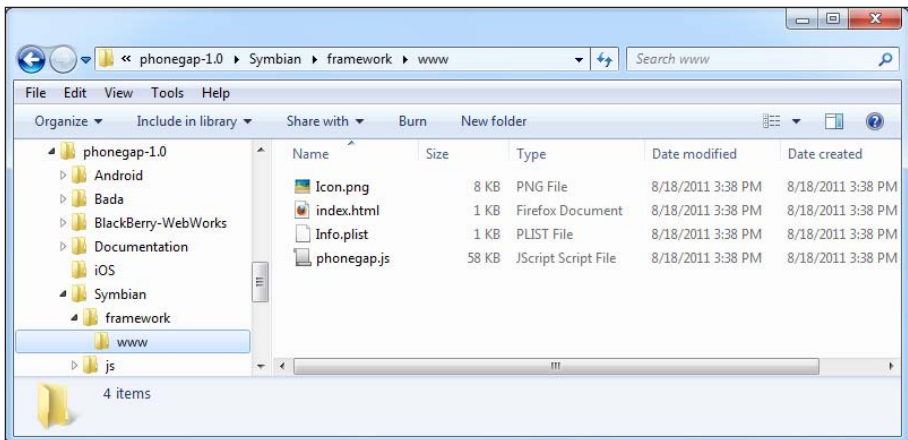 « phonegap-1.0 ▸ Symbian ▸ framework ▸ www Search www
File Edit View Tools Help
Organize Include in library Share with Burn New folder
phonegap-1.0
Android
Bada
BlackBerry-WebWorks
Documentation
iOS
Symbian
framework
www
js
Name Size Type Date modified Date created
Icon.png 8 KB PNG File 8/18/2011 3:38 PM 8/18/2011 3:38 PM
index.html 1 KB Firefox Document 8/18/2011 3:38 PM 8/18/2011 3:38 PM
Info.plist 1 KB PLIST File 8/18/2011 3:38 PM 8/18/2011 3:38 PM
phonegap.js 58 KB JScript Script File 8/18/2011 3:38 PM 8/18/2011 3:38 PM
4 items